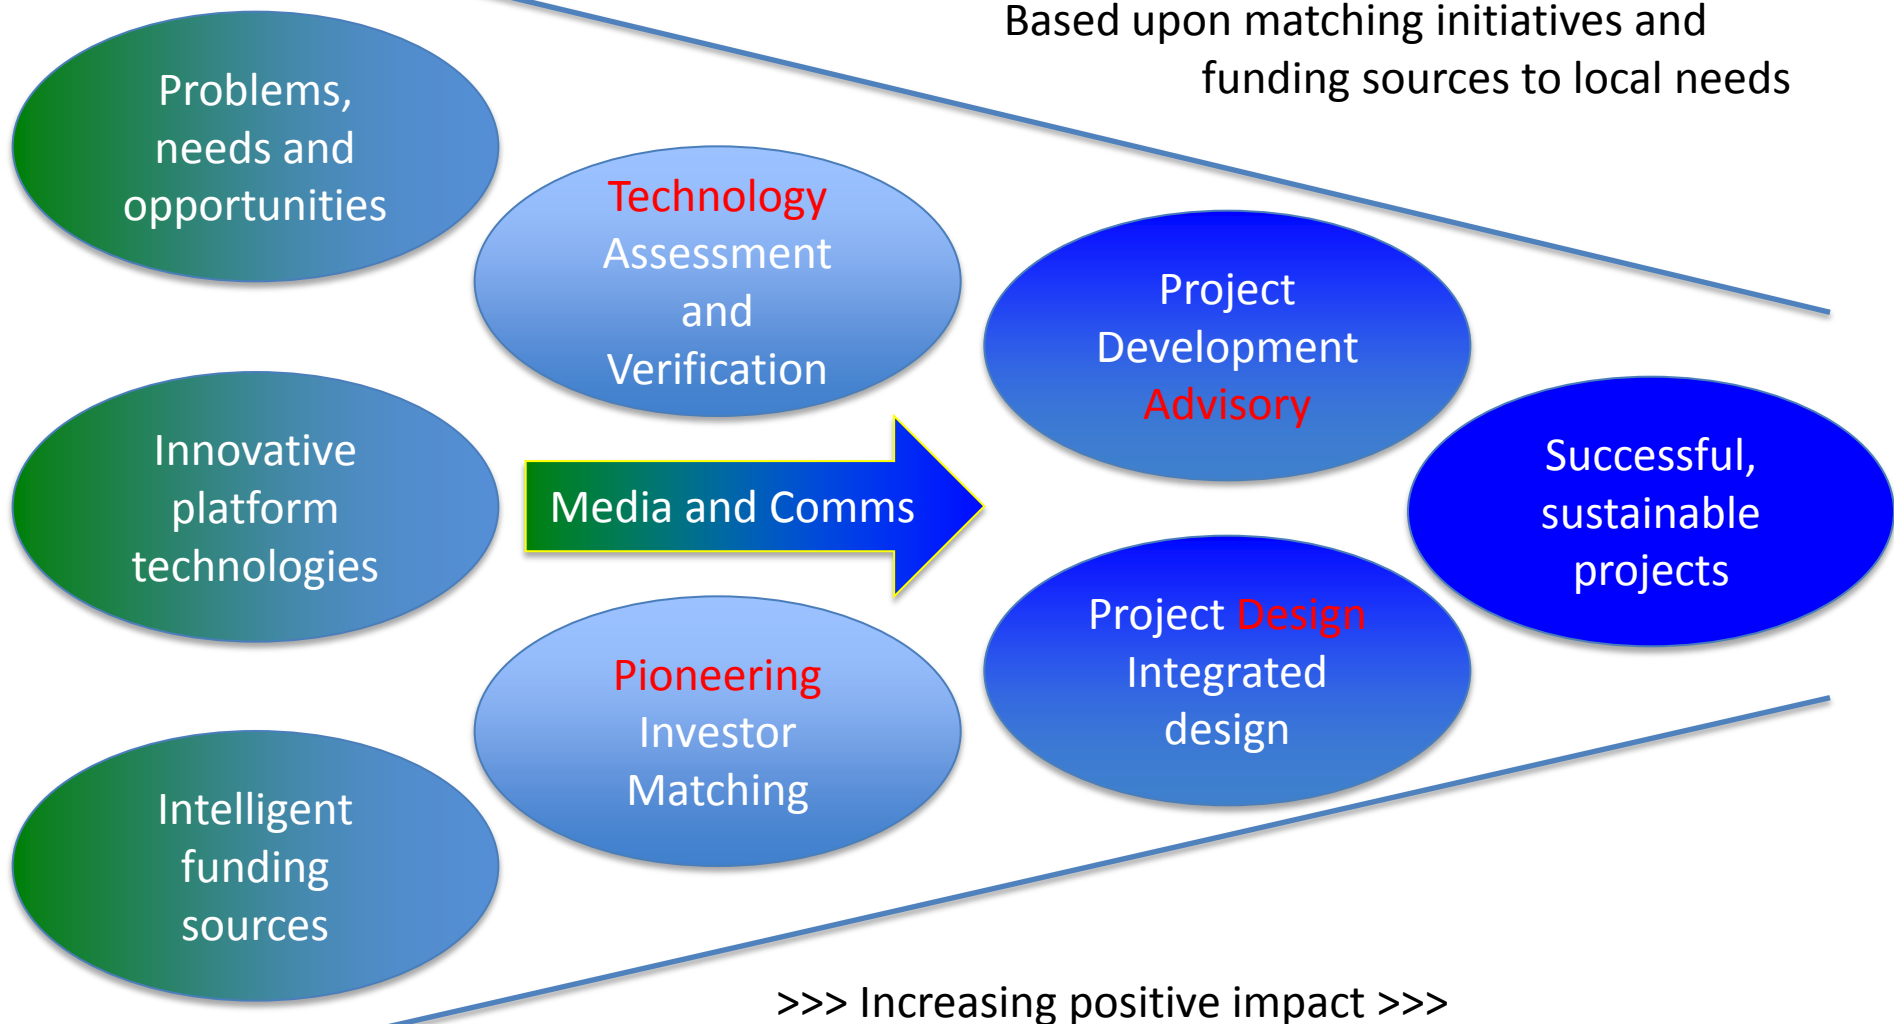 Based upon matching initiatives and
funding sources to local needs
Problems,
needs and
opportunities
Technology
Assessment
and
Verification
Project
Development
Advisory
Innovative
platform
technologies
Media and Comms
Successful,
sustainable
projects
Pioneering
Investor
Matching
Project Design
Integrated
design
Intelligent
funding
sources
>>> Increasing positive impact >>>